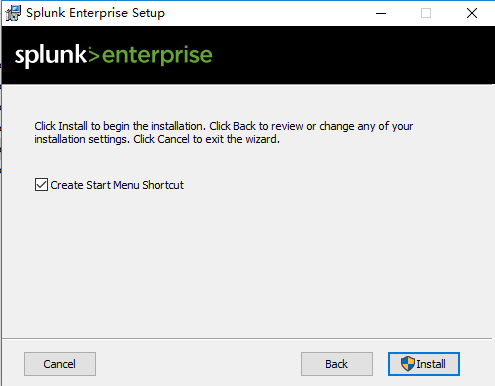 Splunk Enterprise Setup
splunk>enterprise
Click Install to begin the installation. Click Back to review or change any of your
installation settings. Click Cancel to exit the wizard.
Create Start Menu Shortcut
Cancel
Back
Install